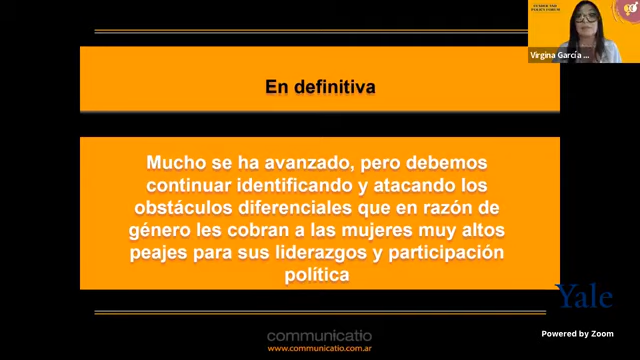 Virgina García ...
En definitiva
Mucho se ha avanzado, pero debemos
continuar identificando y atacando los
obstáculos diferenciales que en razón de
género les cobran a las mujeres muy altos
peajes para sus liderazgos y participación
política
Yale
Powered by Zoom
communicatio
www.communicatio.com.ar